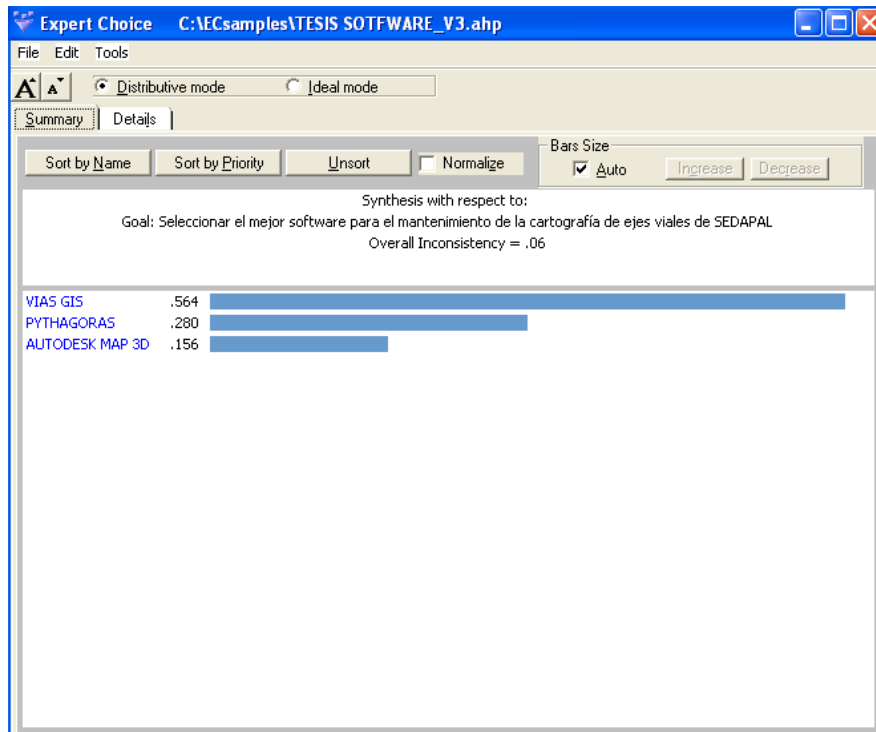 Expert Choice C:\ECsamples\TESIS SOTFWARE_V3.ahp
File Edit Tools
A A Distributive mode Ideal mode
Summary Details
Bars Size
Sort by Name Sort by Priority Unsort Normalize Auto Increase Decrease
Synthesis with respect to:
Goal: Seleccionar el mejor software para el mantenimiento de la cartografía de ejes viales de SEDAPAL
Overall Inconsistency = .06
VIAS GIS .564
PYTHAGORAS .280
AUTODESK MAP 3D .156